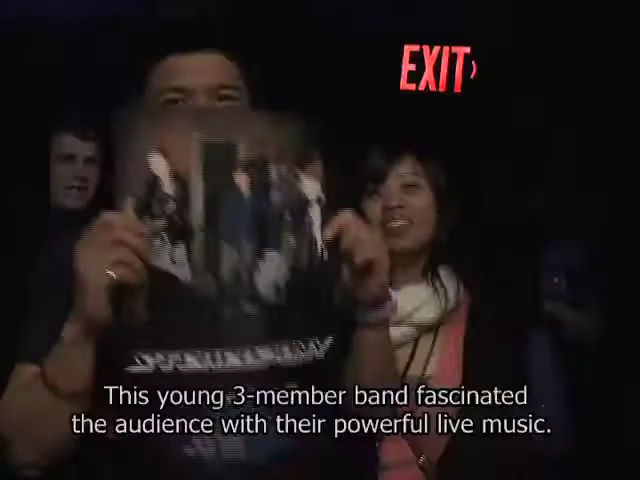 EXIT
This young 3-member band fascinated
the audience with their powerful live music.